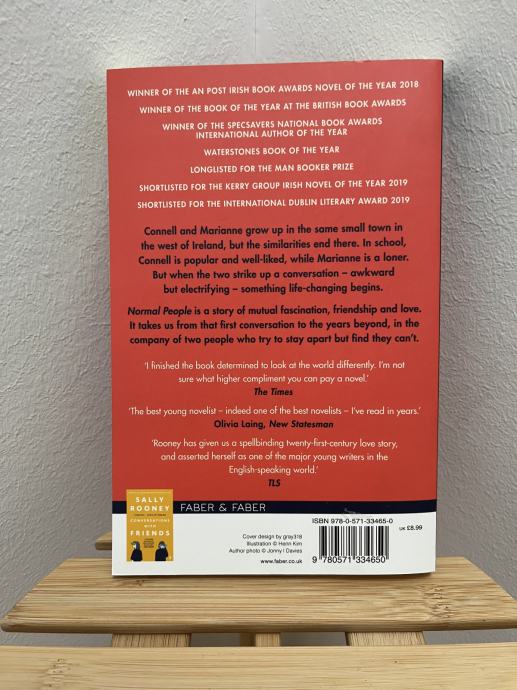 WINNER OF THE AN POST IRISH BOOK AWARDS NOVEL OF THE YEAR 2018
WINNER OF THE BOOK OF THE YEAR AT THE BRITISH BOOK AWARDS
WINNER OF THE SPECSAVERS NATIONAL BOOK AWARDS
INTERNATIONAL AUTHOR OF THE YEAR
WATERSTONES BOOK OF THE YEAR
LONGLISTED FOR THE MAN BOOKER PRIZE
SHORTLISTED FOR THE KERRY GROUP IRISH NOVEL OF THE YEAR 2019
SHORTLISTED FOR THE INTERNATIONAL DUBLIN LITERARY AWARD 2019
Connell and Marianne grow up in the same small town in
the west of Ireland, but the similarities end there. In school,
Connell is popular and well-liked, while Marianne is a loner.
But when the two strike up a conversation – awkward
but electrifying – something life-changing begins.
Normal People is a story of mutual fascination, friendship and love.
It takes us from that first conversation to the years beyond, in the
company of two people who try to stay apart but find they can't.
'I finished the book determined to look at the world differently. I'm not
sure what higher compliment you can pay a novel.'
The Times
'The best young novelist – indeed one of the best novelists – I've read in years.'
Olivia Laing, New Statesman
'Rooney has given us a spellbinding twenty-first-century love story,
and asserted herself as one of the major young writers in the
English-speaking world.'
TLS
SALLY
ROONEY
CONVERSATIONS
WITH
FRIENDS
FABER & FABER
Cover design by gray318
Illustration © Henn Kim
Author photo © Jonny l Davies
www.faber.co.uk
ISBN 978-0-571-33465-0
9 780571 334650
UK £8.99